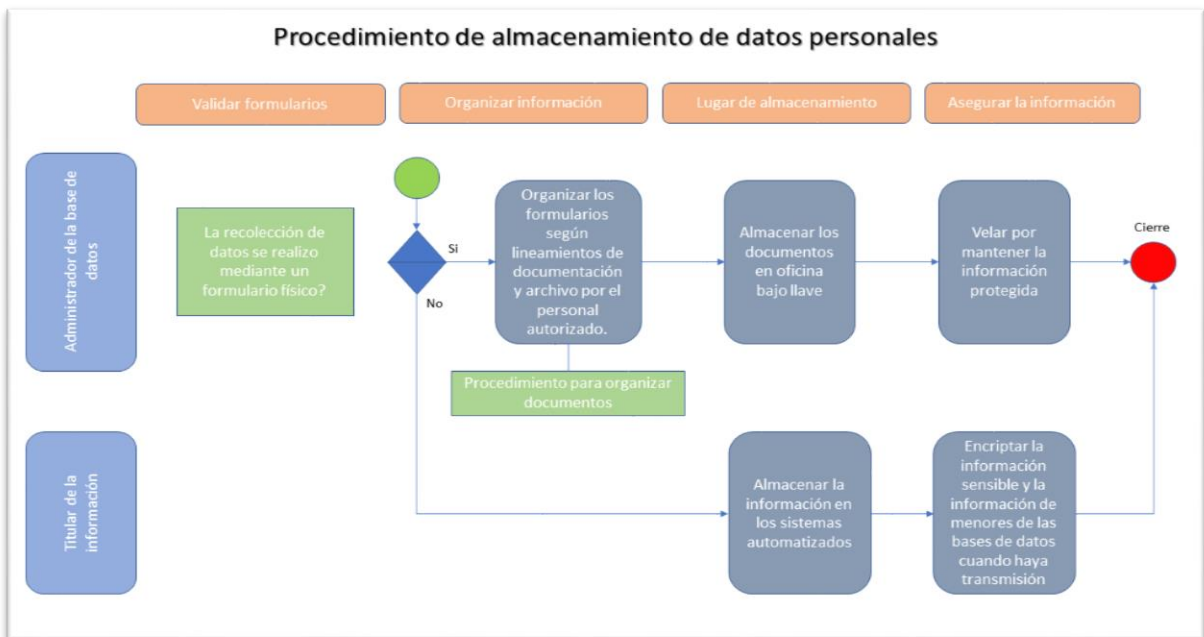 Procedimiento de almacenamiento de datos personales
Validar formularios
Organizar información
Lugar de almacenamiento
Asegurar la información
Administrador de la base de
datos
La recolección de
datos se realizo
mediante un
formulario físico?
Si
No
Organizar los
formularios
según
lineamientos de
documentación
y archivo por el
personal
autorizado.
Procedimiento para organizar
documentos
Almacenar los
documentos
en oficina
bajo llave
Velar por
mantener la
información
protegida
Cierre
Titular de la
información
Almacenar la
información en
los sistemas
automatizados
Encriptar la
información
sensible y la
información de
menores de las
bases de datos
cuando haya
transmisión